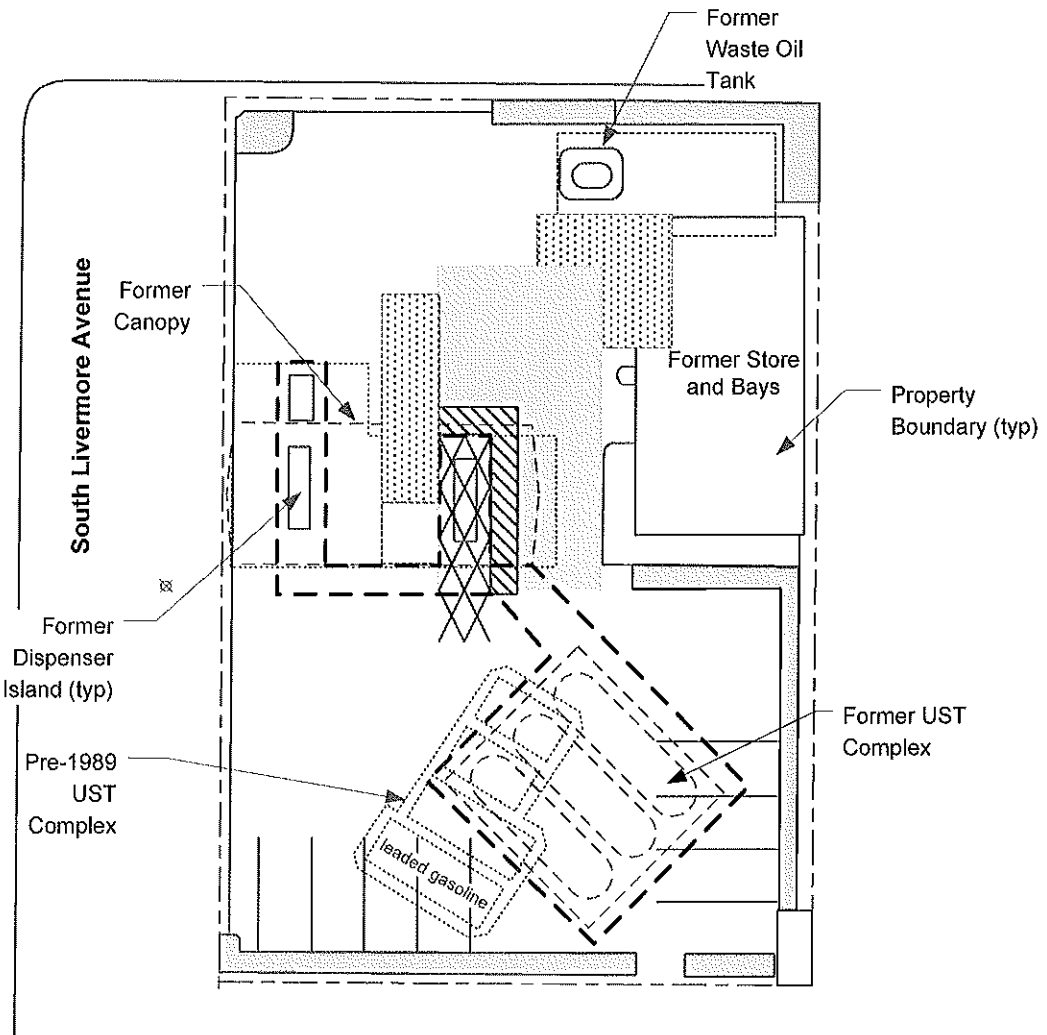 Former
Waste Oil
Tank
South Livermore Avenue
Former
Canopy
Former Store
and Bays
Property
Boundary (typ)
Former
Dispenser
Island (typ)
Former UST
Complex
Pre-1989
UST
Complex
leaded gasoline